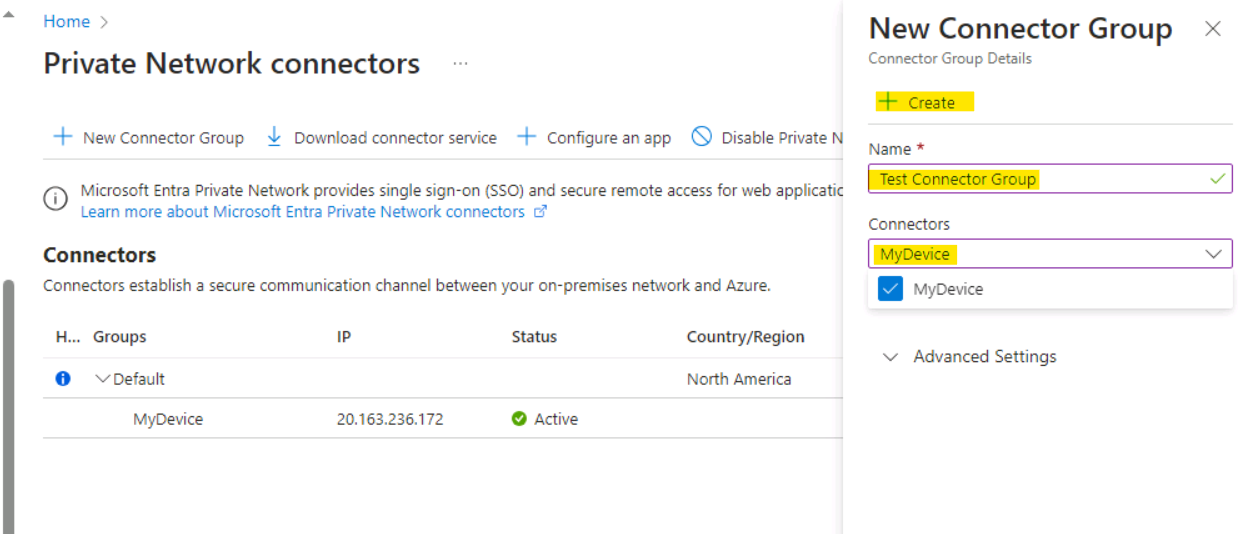 Home >
Private Network connectors ...
+ New Connector Group Download connector service + Configure an app Disable Private N
Microsoft Entra Private Network provides single sign-on (SSO) and secure remote access for web applicatio
Learn more about Microsoft Entra Private Network connectors
Connectors
Connectors establish a secure communication channel between your on-premises network and Azure.
H... Groups IP Status Country/Region
Default North America
MyDevice 20.163.236.172 Active
New Connector Group
Connector Group Details
+ Create
Name *
Test Connector Group
Connectors
MyDevice
MyDevice
Advanced Settings